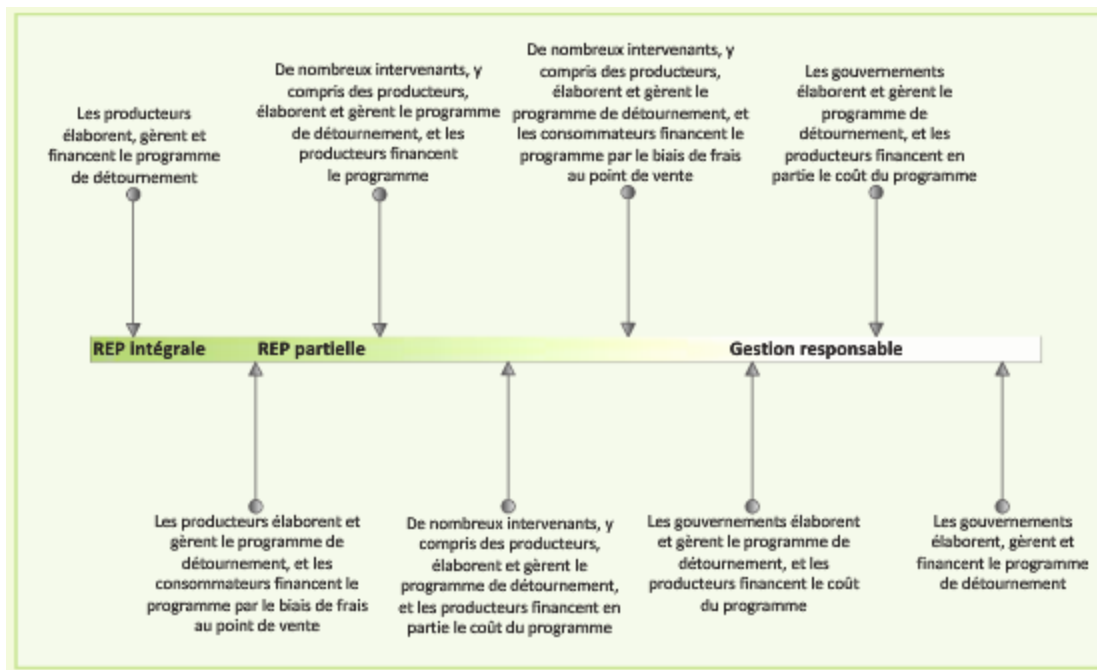 Les producteurs
élaborent, gèrent et
financent le programme
de détournement
De nombreux intervenants, y
compris des producteurs,
élaborent et gèrent le programme
de détournement, et les
producteurs financent
le programme
De nombreux intervenants, y
compris des producteurs,
élaborent et gèrent le
programme de détournement, et
les consommateurs financent le
programme par le biais de frais
au point de vente
Les gouvernements
élaborent et gèrent le
programme de
détournement, et les
producteurs financent en
partie le coût du programme
REP intégrale REP partielle Gestion responsable
Les producteurs élaborent et
gèrent le programme de
détournement, et les
consommateurs financent le
programme par le biais de frais
au point de vente
De nombreux intervenants, y
compris des producteurs,
élaborent et gèrent le
programme de détournement,
et les producteurs financent en
partie le coût du programme
Les gouvernements élaborent
et gèrent le programme de
détournement, et les
producteurs financent le coût
du programme
Les gouvernements
élaborent, gèrent et
financent le programme
de détournement